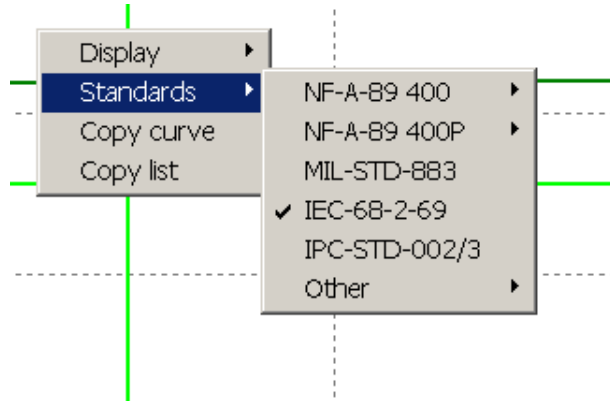 Display
Standards
Copy curve
Copy list
NF-A-89 400
NF-A-89 400P
MIL-STD-883
IEC-68-2-69
IPC-STD-002/3
Other